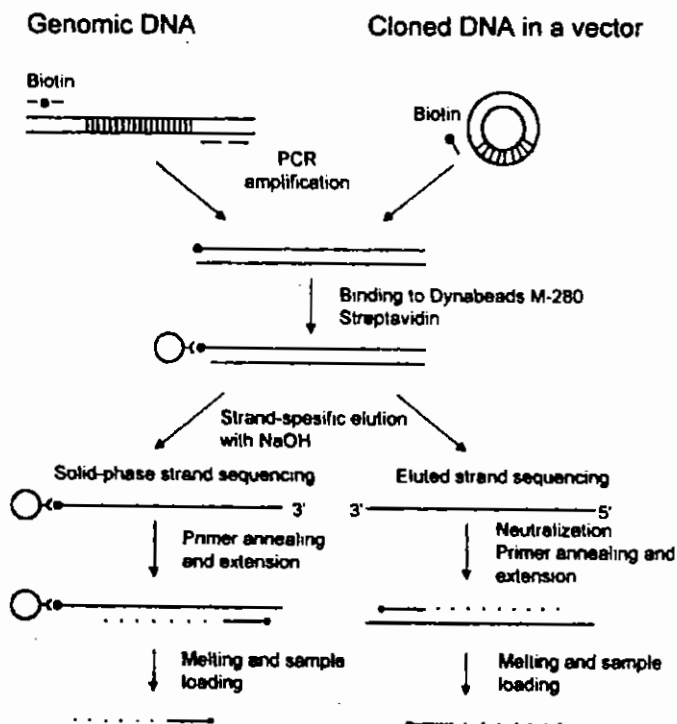 Genomic DNA
Cloned DNA in a vector
Biotin
Biotin
PCR
amplification
Binding to Dynabeads M-280
Streptavidin
Strand-spesific elution
with NaOH
Solid-phase strand sequencing
Eluted strand sequencing
3'
3'
5'
Primer annealing
and extension
Neutralization
Primer annealing and
extension
Melting and sample
loading
Melting and sample
loading